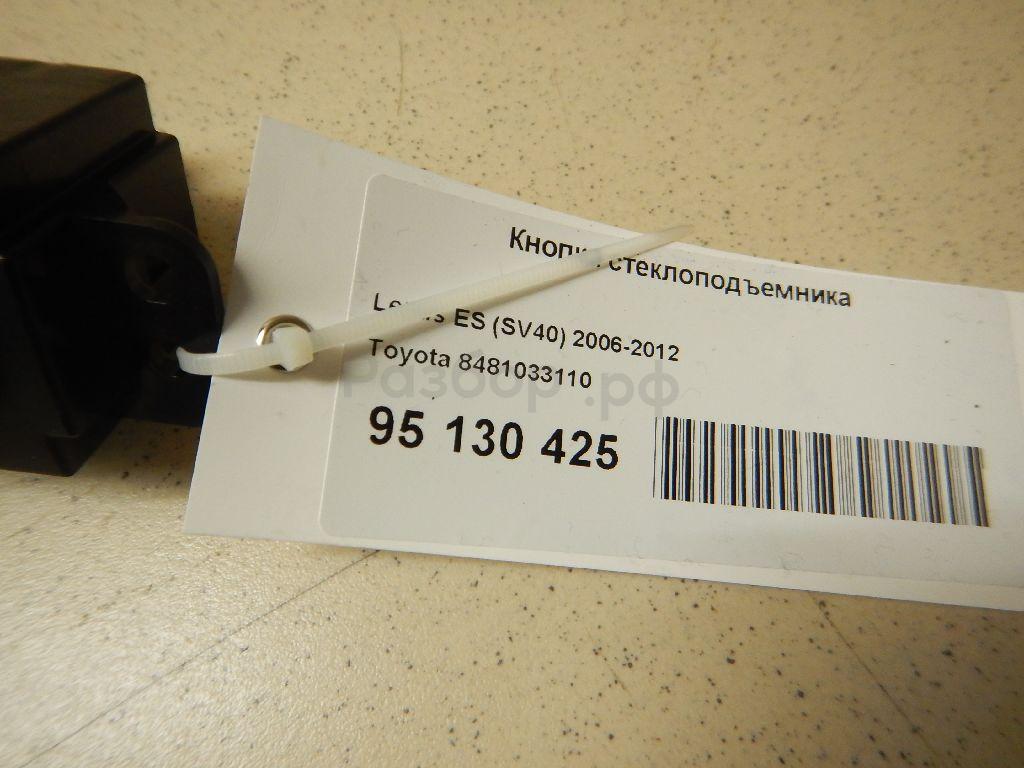 стеклоподъемника
ES (SV40) 2006-2012
Toyota 8481033110
Разбор.рф
95 130 425